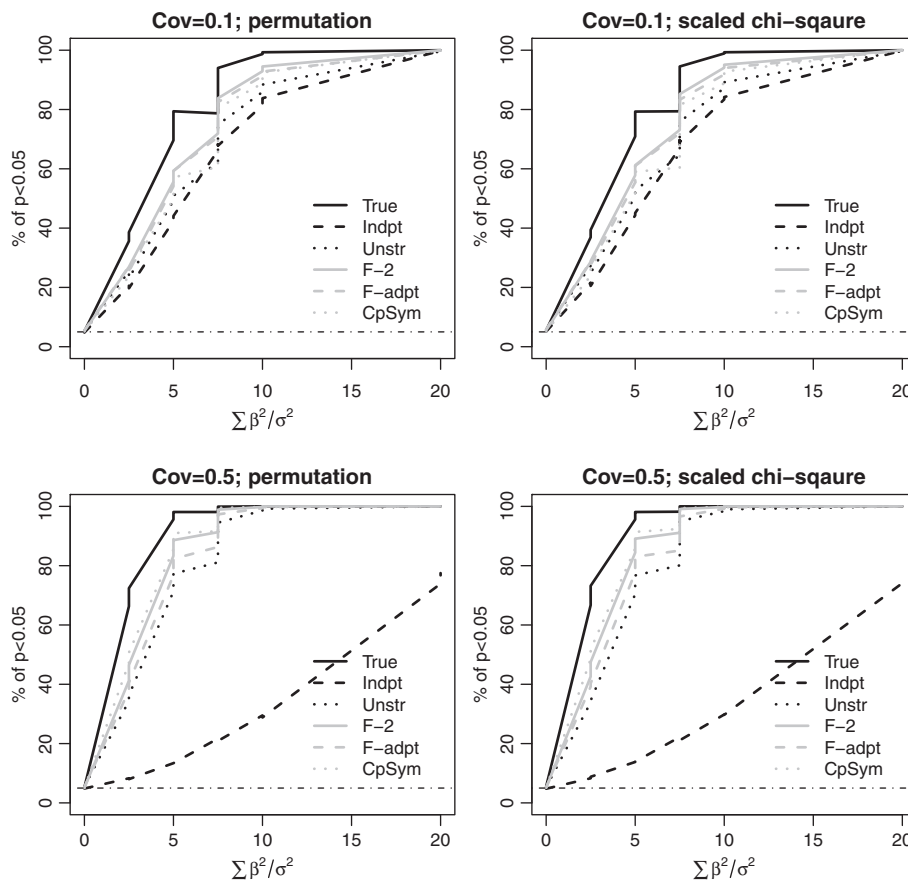 Cov=0.1; permutation
% of p<0.05
100
80
60
40
20
0
True
Indpt
Unstr
F−2
F−adpt
CpSym
0 5 10 15 20
∑ β²/σ²
Cov=0.1; scaled chi−sqaure
% of p<0.05
100
80
60
40
20
0
True
Indpt
Unstr
F−2
F−adpt
CpSym
0 5 10 15 20
∑ β²/σ²
Cov=0.5; permutation
% of p<0.05
100
80
60
40
20
0
True
Indpt
Unstr
F−2
F−adpt
CpSym
0 5 10 15 20
∑ β²/σ²
Cov=0.5; scaled chi−sqaure
% of p<0.05
100
80
60
40
20
0
True
Indpt
Unstr
F−2
F−adpt
CpSym
0 5 10 15 20
∑ β²/σ²